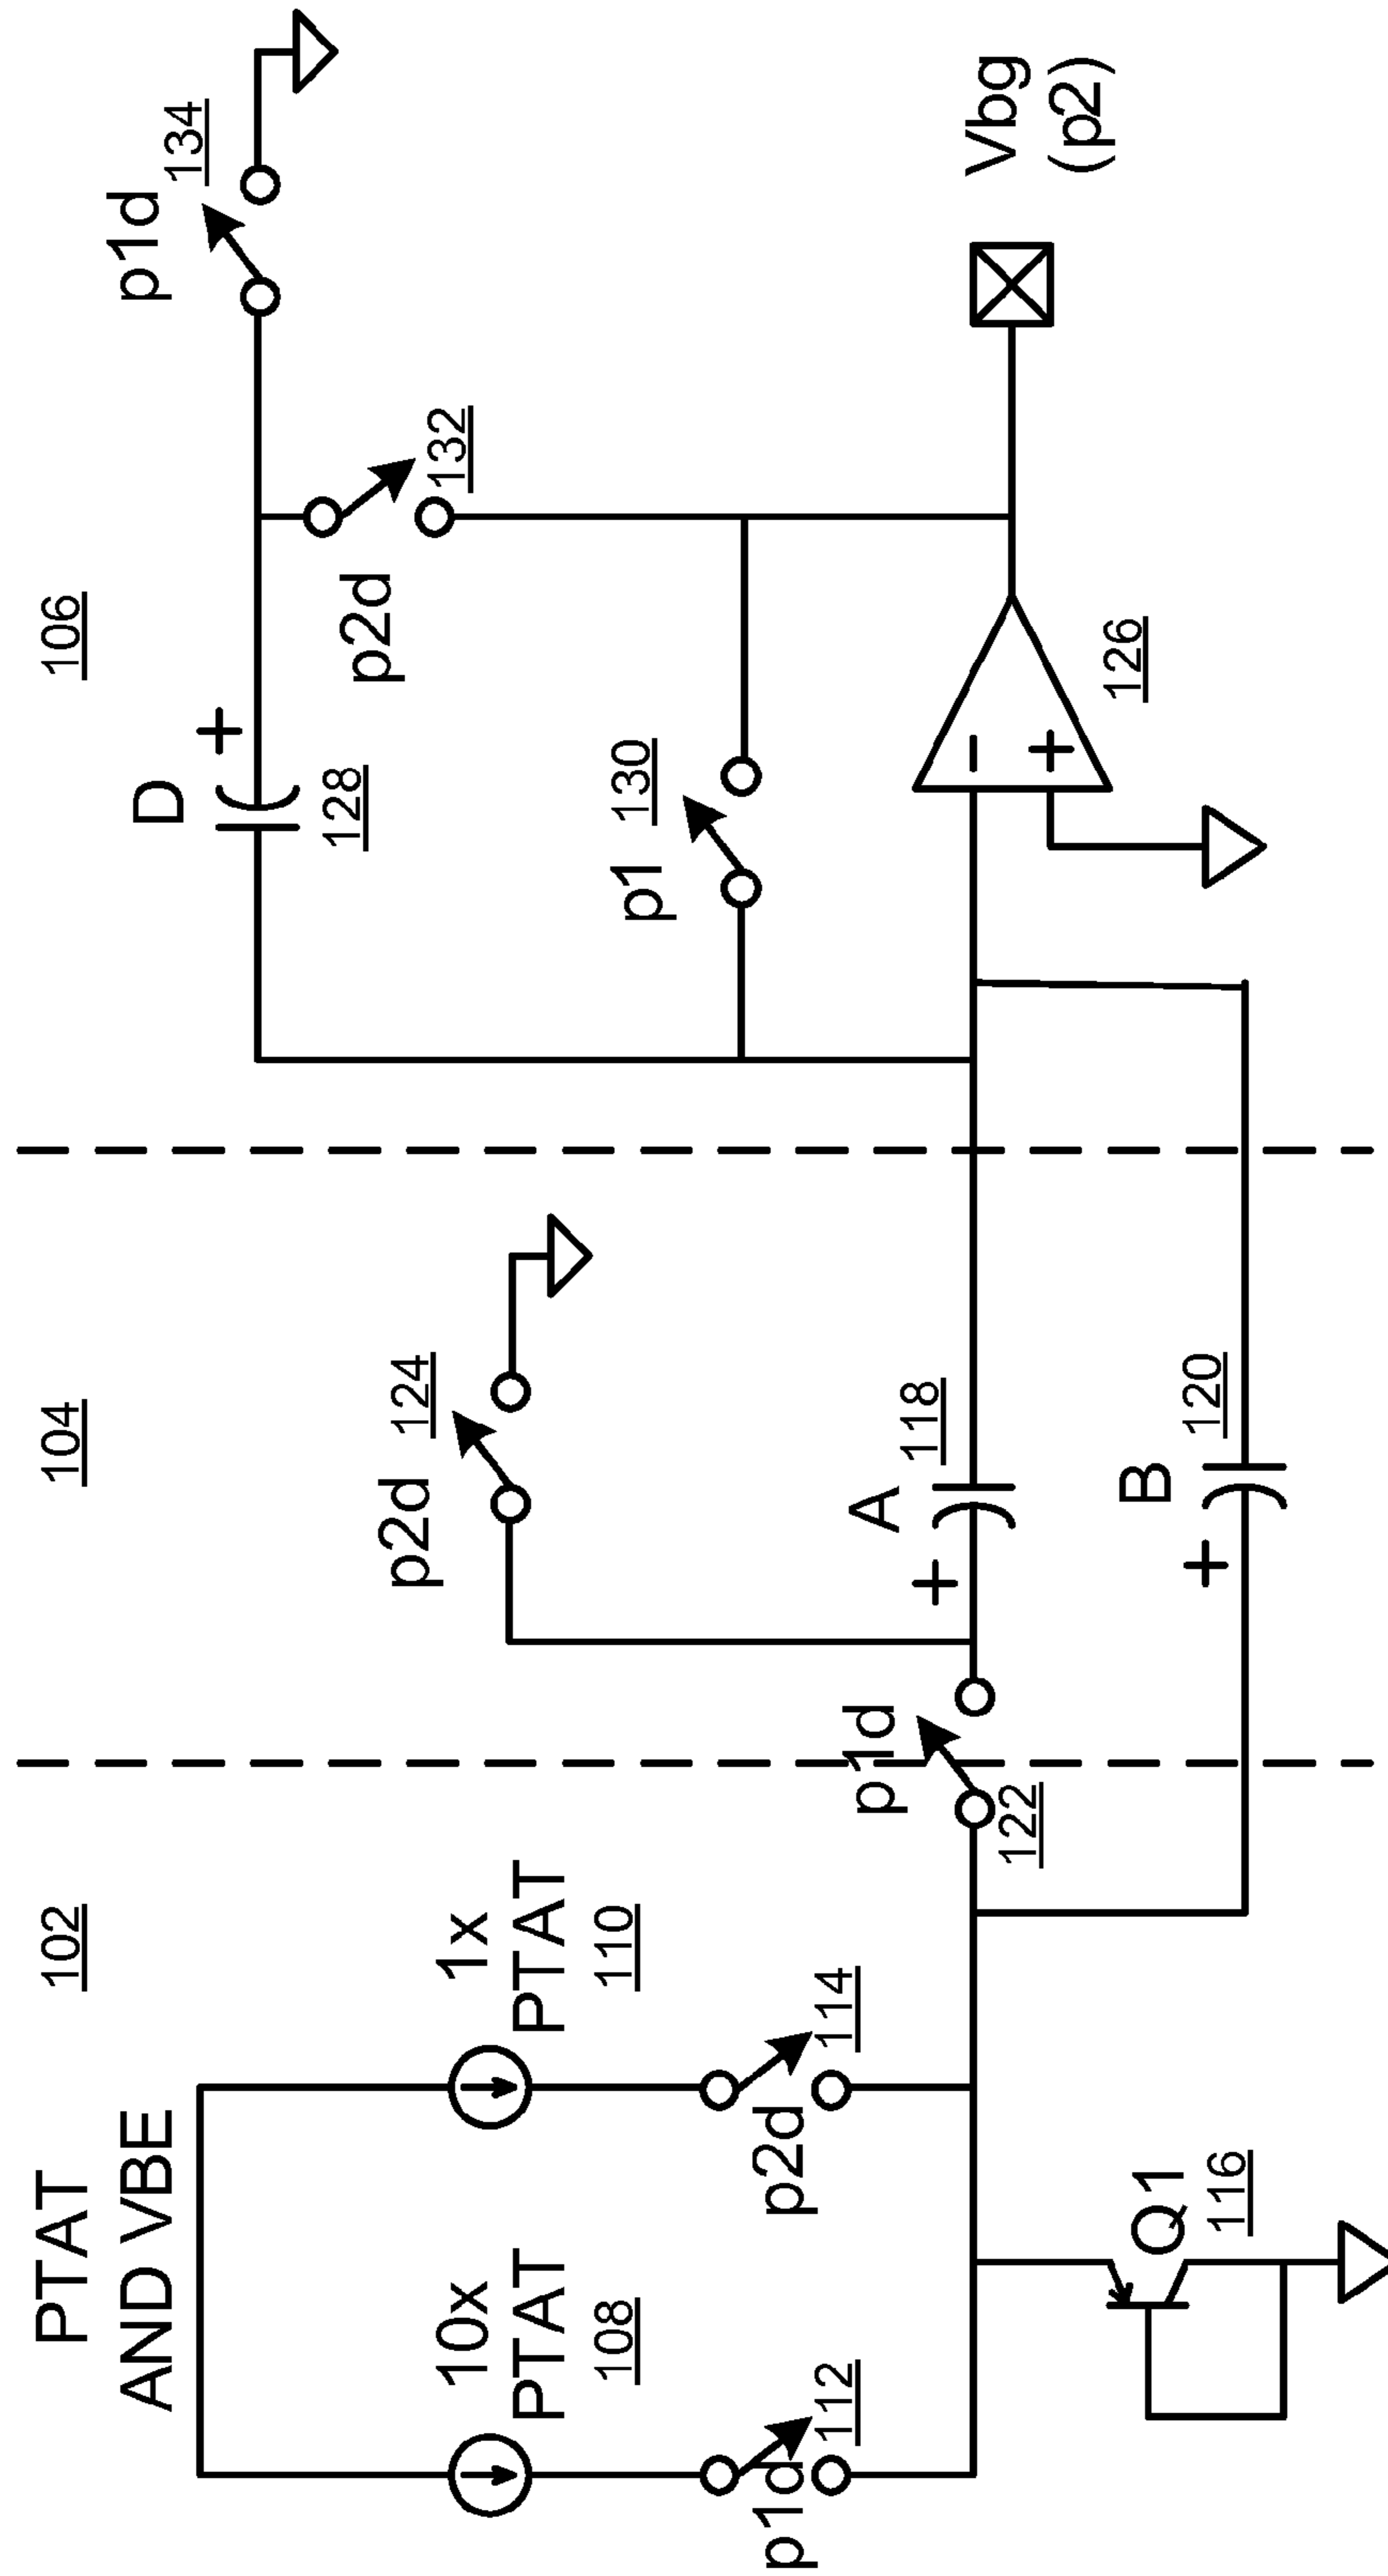 102
104
106
PTAT
AND VBE
10x
PTAT
108
1x
PTAT
110
p1d
112
p2d
114
Q1
116
p1d
122
p2d
124
A
118
+
B
120
+
D
128
+
p1
130
p2d
132
p1d
134
−
+
126
Vbg
(p2)